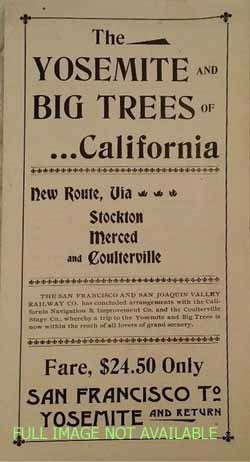 The
YOSEMITE AND
BIG TREES OF
...California
New Route, Via
Stockton
Merced
and Coulterville
THE SAN FRANCISCO AND SAN JOAQUIN VALLEY
RAILWAY CO. has concluded arrangements with the Cali-
fornia Navigation & Improvement Co. and the Coulterville
Stage Co., whereby a trip to the Yosemite and Big Trees is
now within the reach of all lovers of grand scenery.
Fare, $24.50 Only
SAN FRANCISCO TO
YOSEMITE AND RETURN
FULL IMAGE NOT AVAILABLE